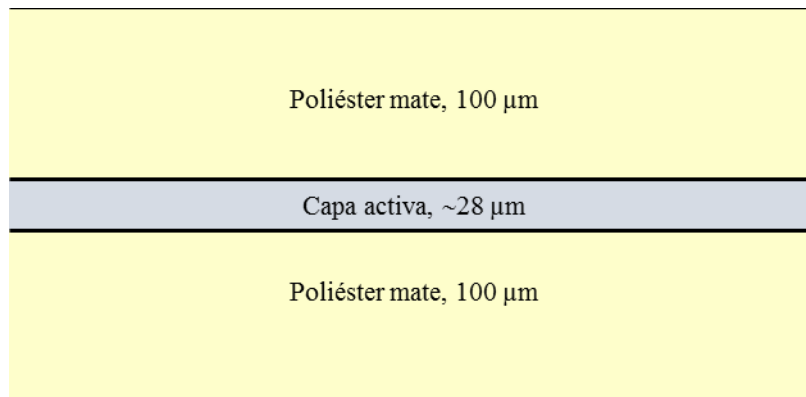 Poliéster mate, 100 µm
Capa activa, ~28 µm
Poliéster mate, 100 µm